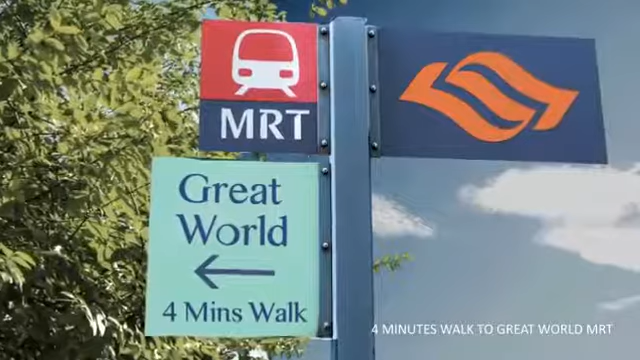 MRT
Great
World
4 Mins Walk
4 MINUTES WALK TO GREAT WORLD MRT